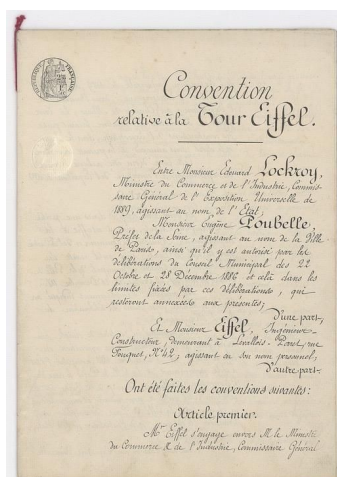 Convention
relative à la Tour Eiffel.
Entre Monsieur Edouard Lockroy,
Ministre du Commerce et de l'Industrie, Commis-
saire Général de l'Exposition Universelle de
1889, agissant au nom de l'Etat,
Monsieur Eugène Poubelle,
Préfet de la Seine, agissant au nom de la Ville
de Paris, ainsi qu'il y est autorisé par les
délibérations du Conseil Municipal des 22
Octobre et 28 Décembre 1886 et cela dans les
limites fixées par ces délibérations, qui
resteront annexées aux présentes;
D'une part,
Et Monsieur Eiffel, Ingénieur-
Constructeur, demeurant à Levallois-Perret, rue
Fouquet, N° 42, agissant en son nom personnel,
D'autre part,
Ont été faites les conventions suivantes:
Article premier.
Mr Eiffel s'engage envers M. le Ministre
du Commerce & de l'Industrie, Commissaire Général